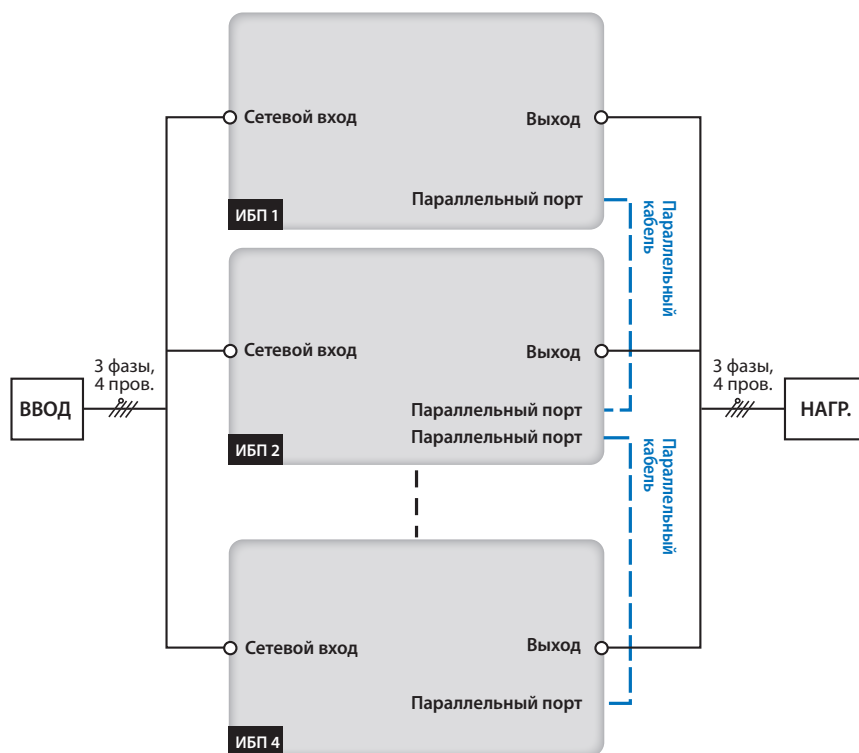 Сетевой вход
Выход
Параллельный порт
ИБП 1
Параллельный
кабель
Сетевой вход
Выход
3 фазы,
4 пров.
ВВОД
3 фазы,
4 пров.
НАГР.
Параллельный порт
Параллельный порт
ИБП 2
Параллельный
кабель
Сетевой вход
Выход
Параллельный порт
ИБП 4